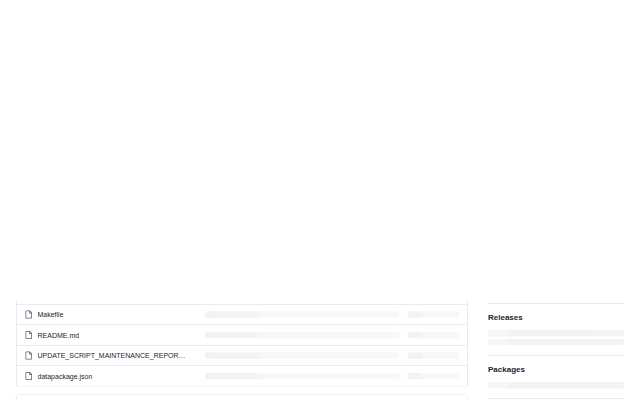 Makefile
README.md
UPDATE_SCRIPT_MAINTENANCE_REPOR...
datapackage.json
Releases
Packages